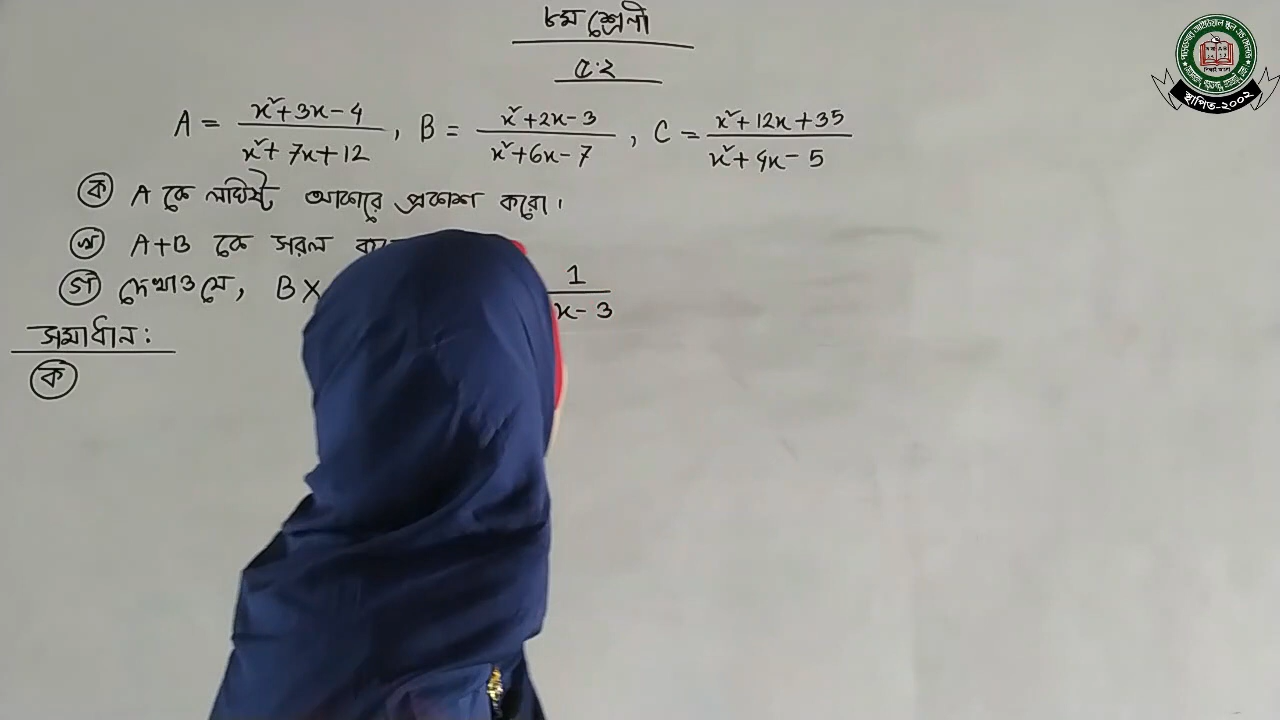 ৮ম শ্রেণী
৫.২
A = x²+3x-4 / x²+7x+12 , B = x²+2x-3 / x²+6x-7 , C = x²+12x+35 / x²+4x-5
ক A কে লঘিষ্ট আকারে প্রকাশ করো।
খ A+B কে সরল
গ দেখাও যে, B× 1 / x-3
সমাধান:
ক
স্থাপিত-২০০২